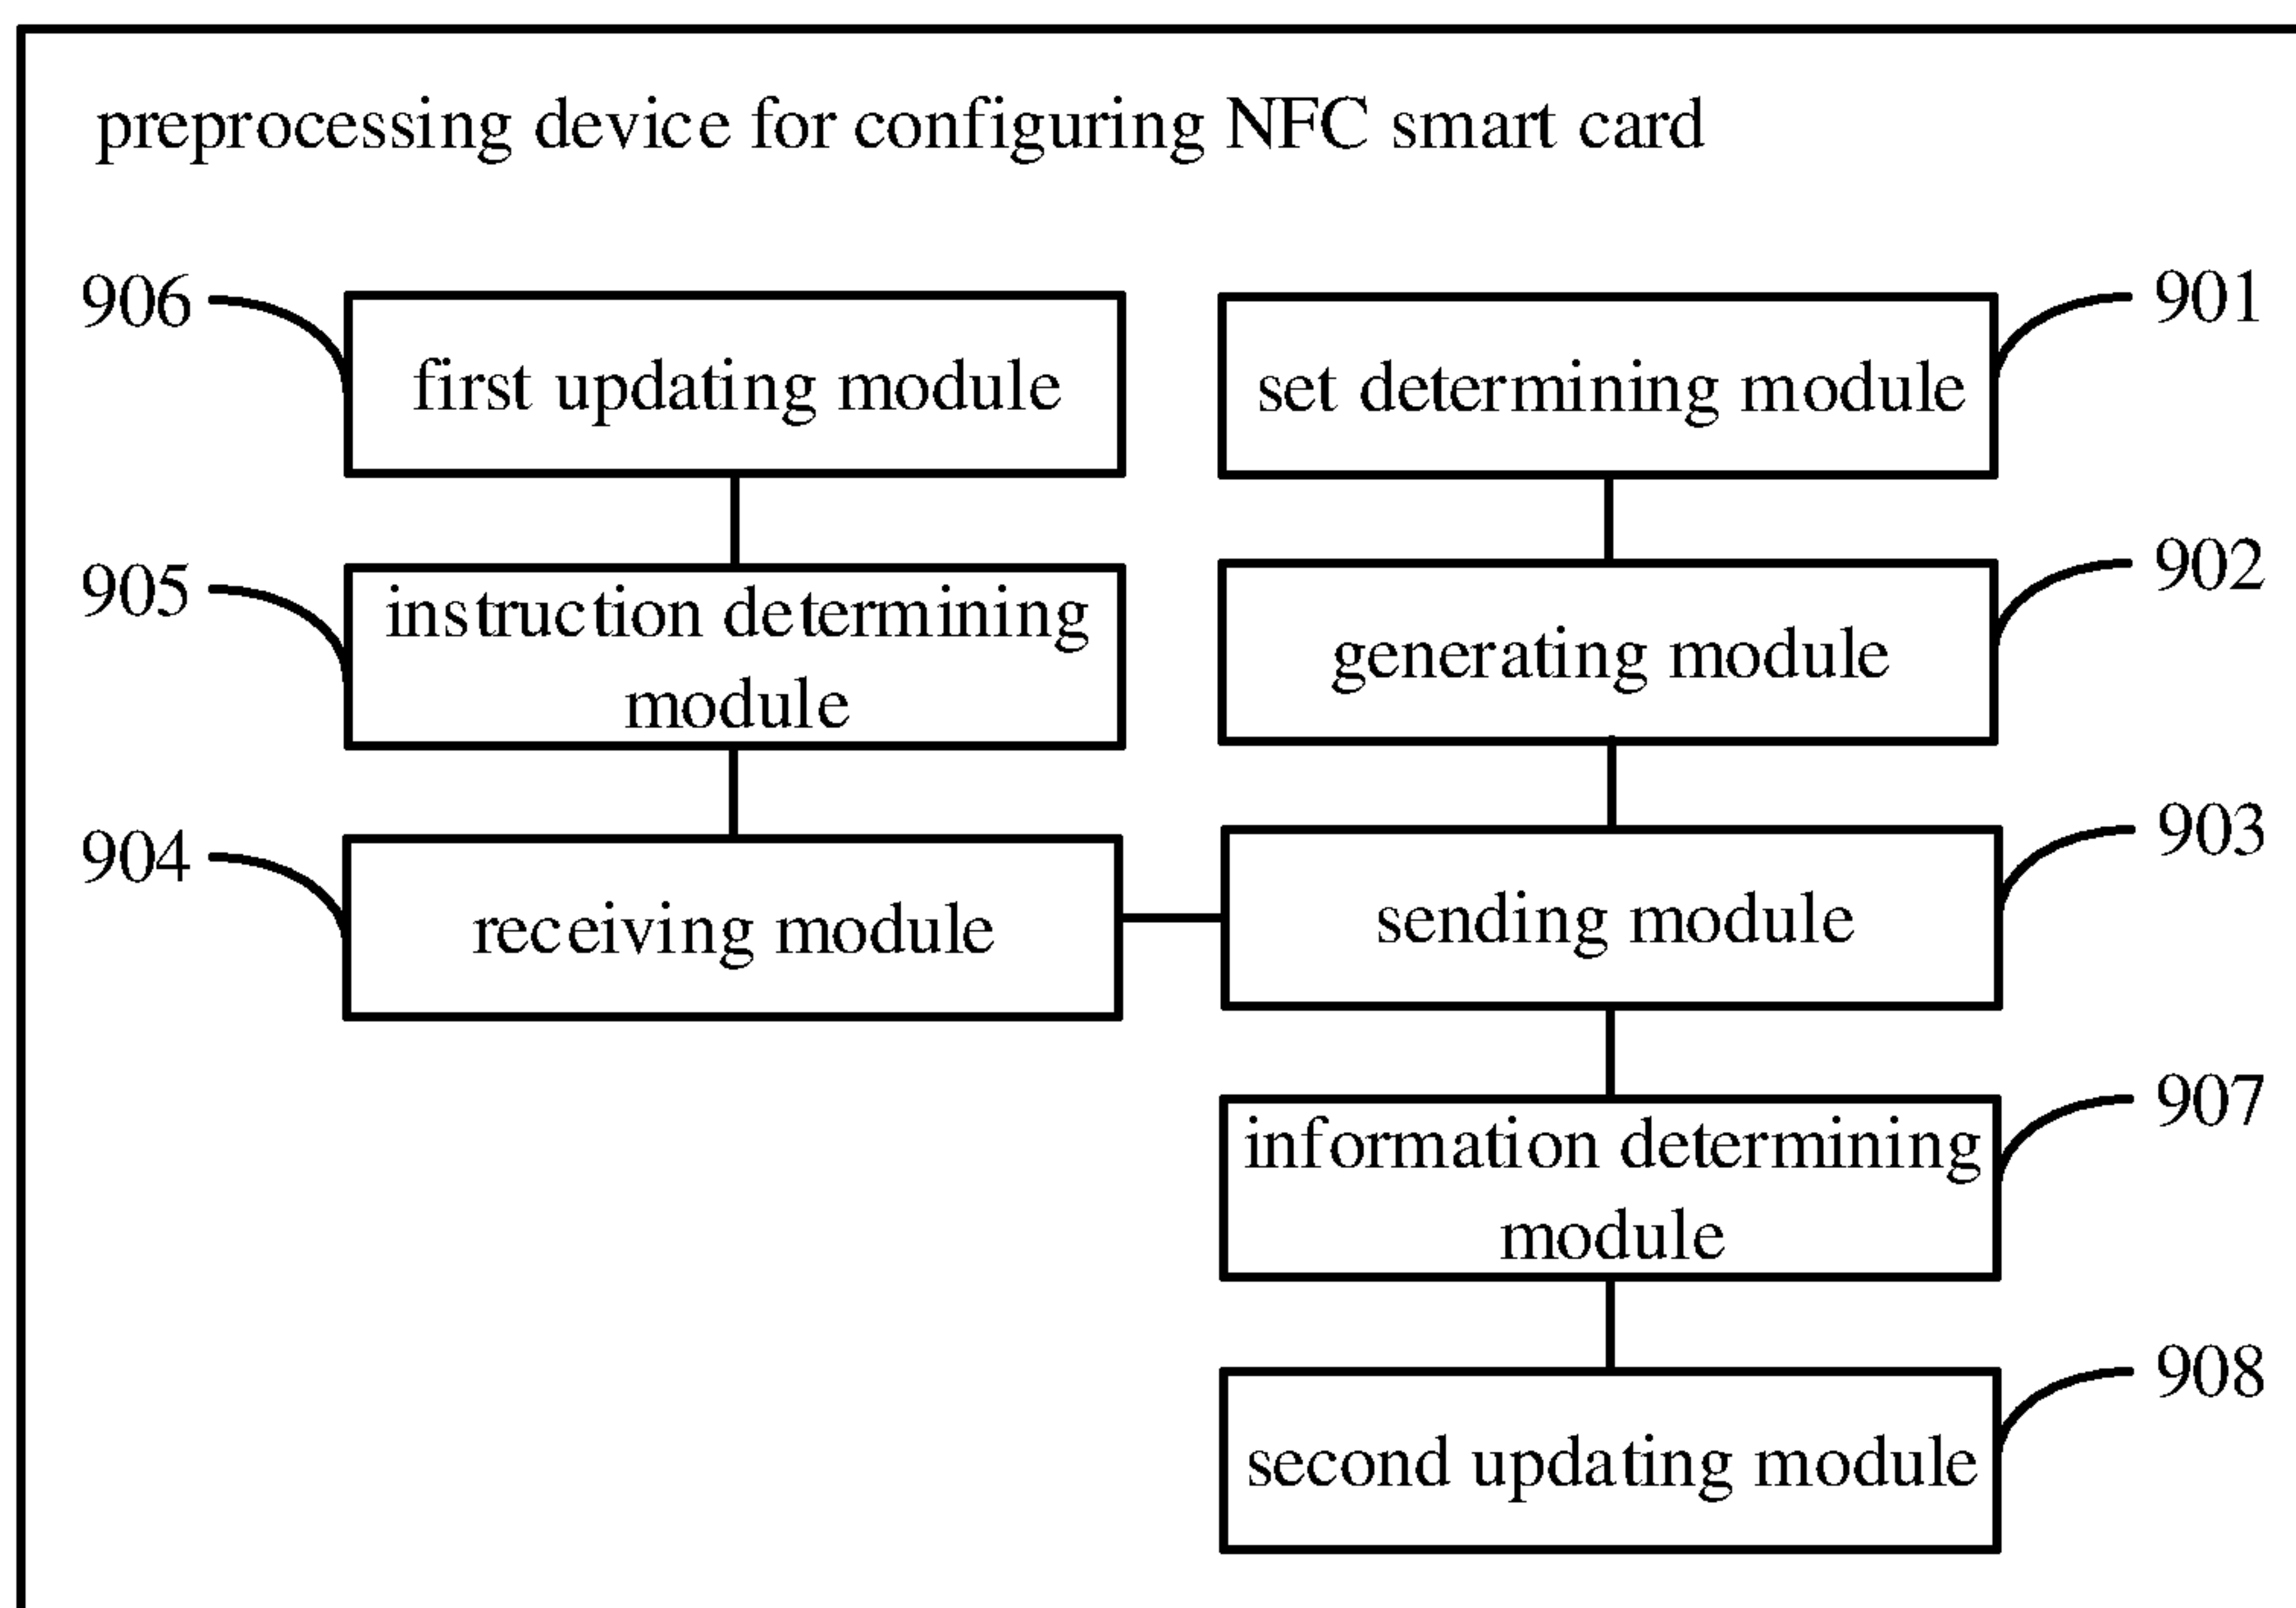 preprocessing device for configuring NFC smart card
906
first updating module
set determining module
901
905
instruction determining
module
generating module
902
904
receiving module
sending module
903
information determining
module
907
second updating module
908